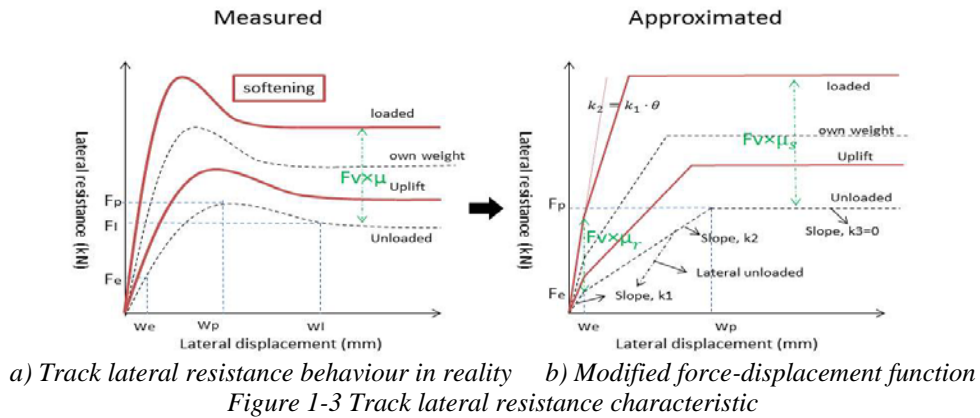 Measured
Approximated
softening
loaded
own weight
Fv×μ
Uplift
Unloaded
Fp
Fl
Fe
Lateral resistance
(kN)
we
wp
wl
Lateral displacement (mm)
k₂ = k₁ · θ
loaded
own weight
Fv×μs
Uplift
Unloaded
Fp
Fv×μr
Slope, k2
Slope, k3=0
Lateral unloaded
Slope, k1
Fe
Lateral resistance
(kN)
we
wp
Lateral displacement (mm)
a) Track lateral resistance behaviour in reality b) Modified force-displacement function
Figure 1-3 Track lateral resistance characteristic